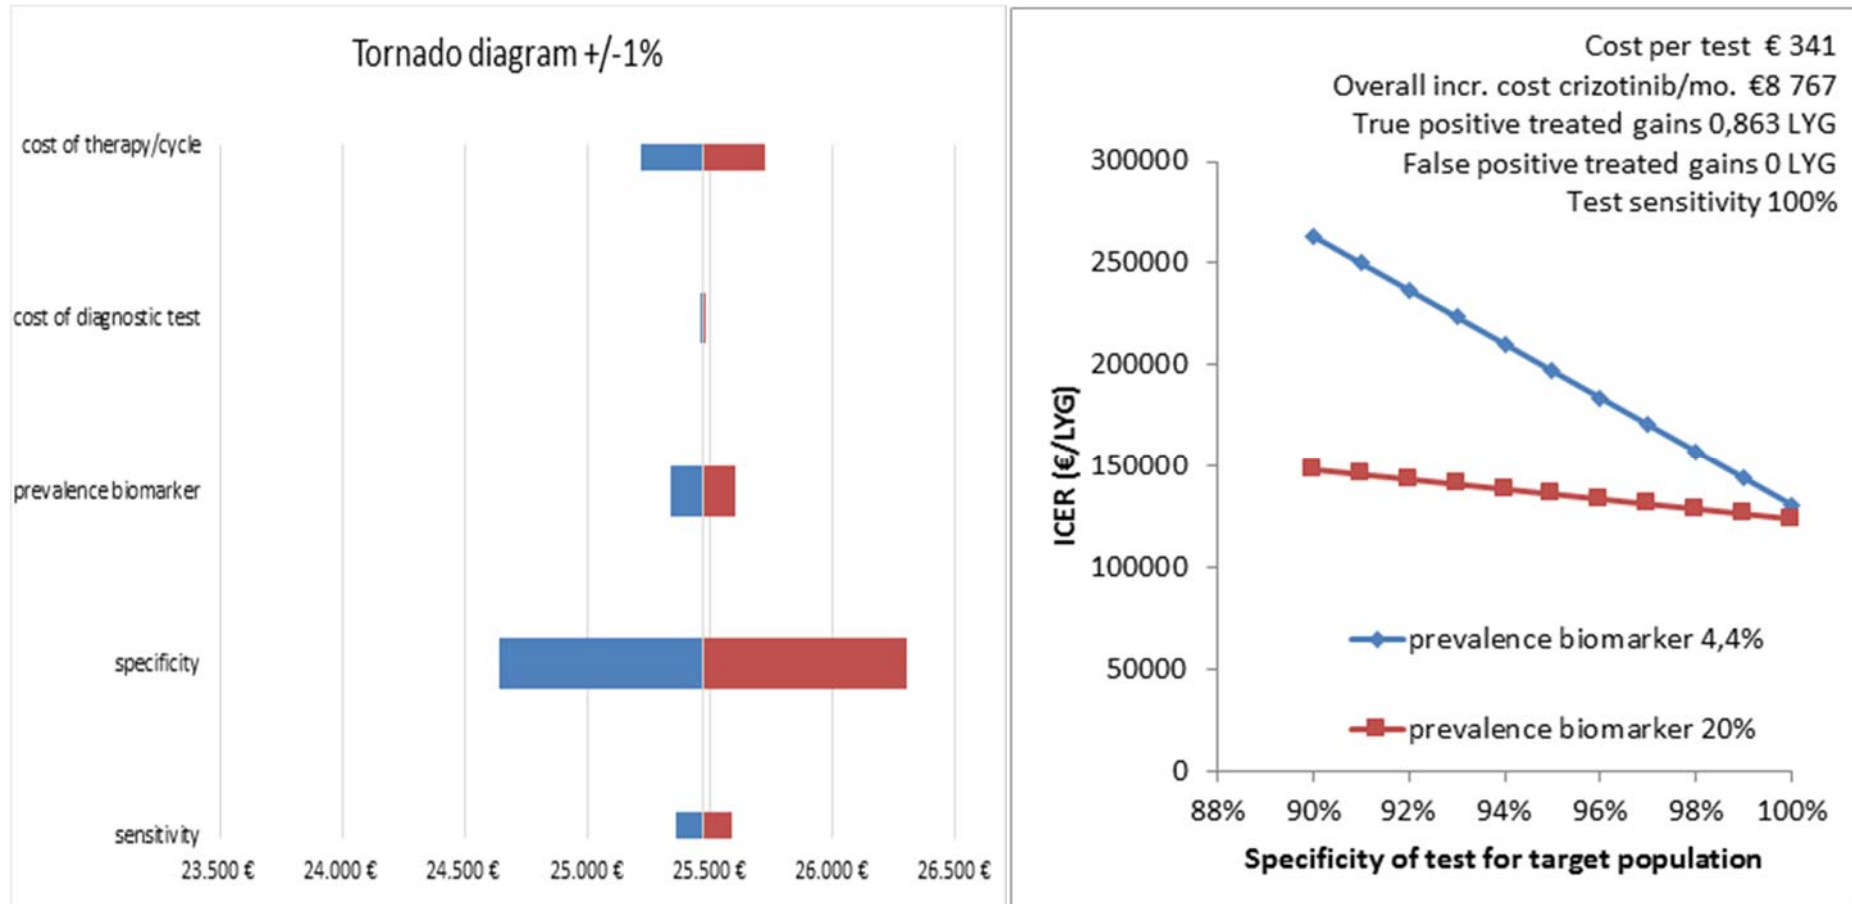 Tornado diagram +/-1%
cost of therapy/cycle
cost of diagnostic test
prevalence biomarker
specificity
sensitivity
23.500 €
24.000 €
24.500 €
25.000 €
25.500 €
26.000 €
26.500 €
Cost per test € 341
Overall incr. cost crizotinib/mo. €8 767
True positive treated gains 0,863 LYG
False positive treated gains 0 LYG
Test sensitivity 100%
ICER (€/LYG)
300000
250000
200000
150000
100000
50000
0
prevalence biomarker 4,4%
prevalence biomarker 20%
88%
90%
92%
94%
96%
98%
100%
Specificity of test for target population